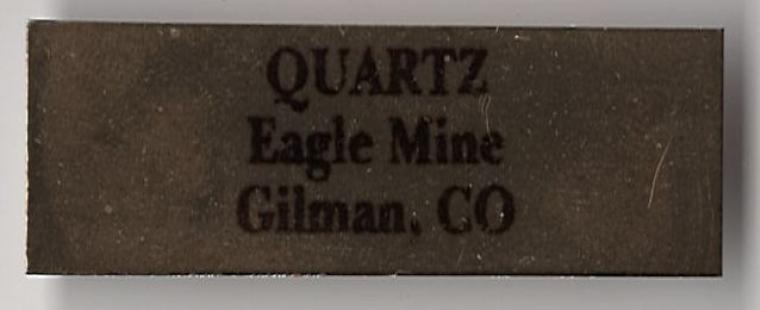 QUARTZ
Eagle Mine
Gilman, CO